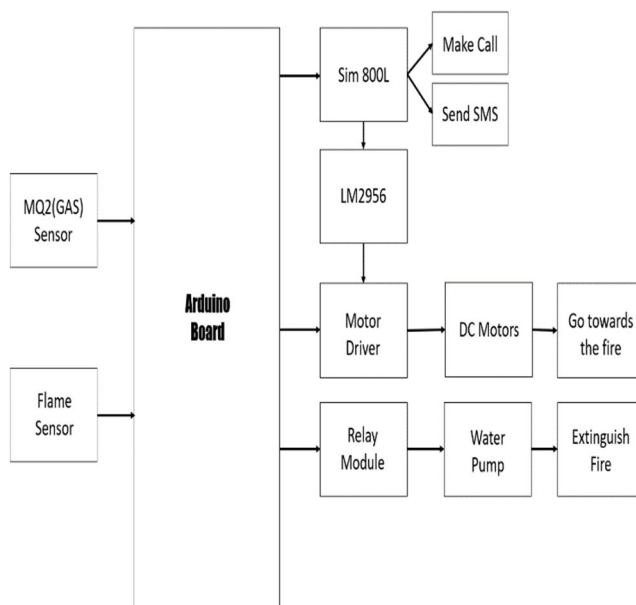 Sim 800L
Make Call
Send SMS
MQ2(GAS)
Sensor
LM2956
Arduino
Board
Motor
Driver
DC Motors
Go towards
the fire
Flame
Sensor
Relay
Module
Water
Pump
Extinguish
Fire